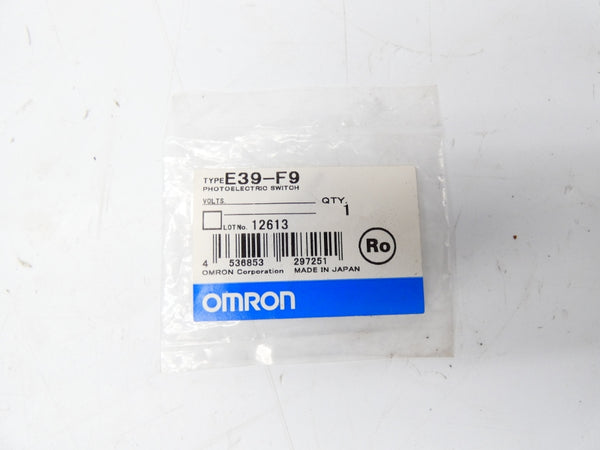 TYPE E39-F9
PHOTOELECTRIC SWITCH
VOLTS. QTY.
1
LOT No. 12613
Ro
4 536853 297251
OMRON Corporation MADE IN JAPAN
OMRON